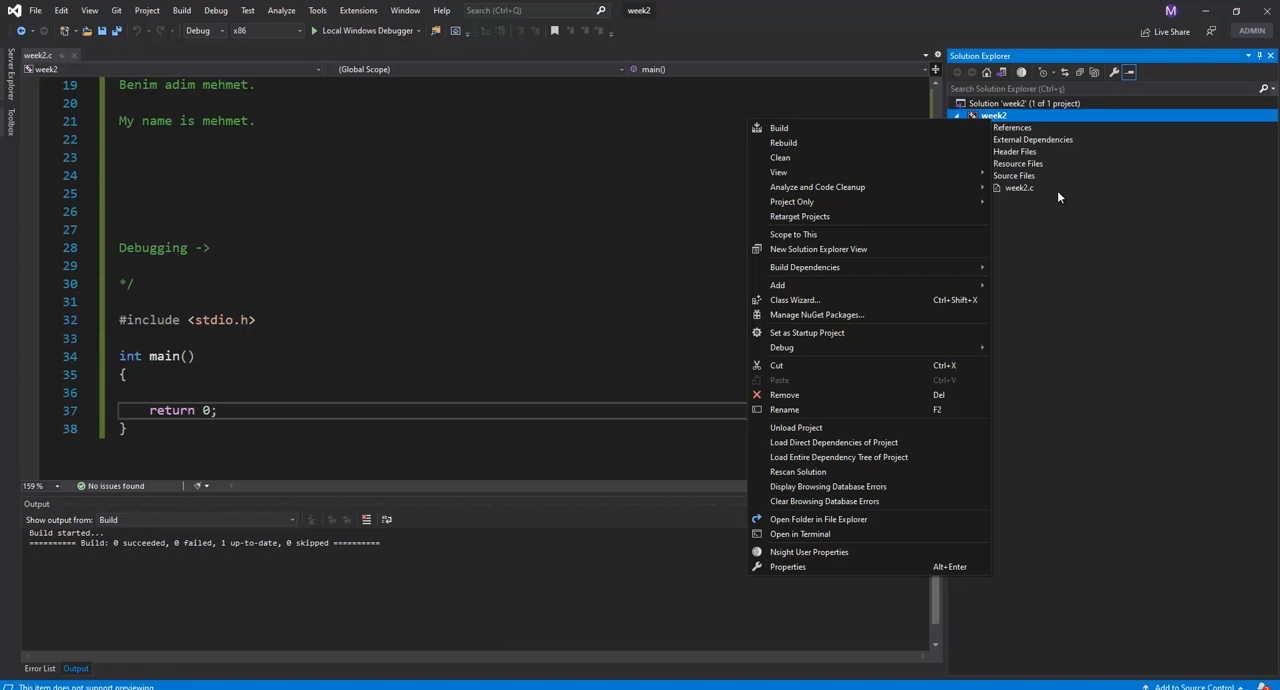 File Edit View Git Project Build Debug Test Analyze Tools Extensions Window Help Search (Ctrl+Q) week2 M
Debug x86 Local Windows Debugger Live Share ADMIN
Server Explorer
Toolbox
week2.c
week2 (Global Scope) main()
19 Benim adim mehmet.
20
21 My name is mehmet.
22
23
24
25
26
27
28 Debugging ->
29
30 */
31
32 #include <stdio.h>
33
34 int main()
35 {
36
37 return 0;
38 }
159 % No issues found
Output
Show output from: Build
Build started...
========== Build: 0 succeeded, 0 failed, 1 up-to-date, 0 skipped ==========
Error List Output
This item does not support previewing
Add to Source Control
Build
Rebuild
Clean
View
Analyze and Code Cleanup
Project Only
Retarget Projects
Scope to This
New Solution Explorer View
Build Dependencies
Add
Class Wizard... Ctrl+Shift+X
Manage NuGet Packages...
Set as Startup Project
Debug
Cut Ctrl+X
Paste Ctrl+V
Remove Del
Rename F2
Unload Project
Load Direct Dependencies of Project
Load Entire Dependency Tree of Project
Rescan Solution
Display Browsing Database Errors
Clear Browsing Database Errors
Open Folder in File Explorer
Open in Terminal
Nsight User Properties
Properties Alt+Enter
Solution Explorer
Search Solution Explorer (Ctrl+ş)
Solution 'week2' (1 of 1 project)
week2
References
External Dependencies
Header Files
Resource Files
Source Files
week2.c